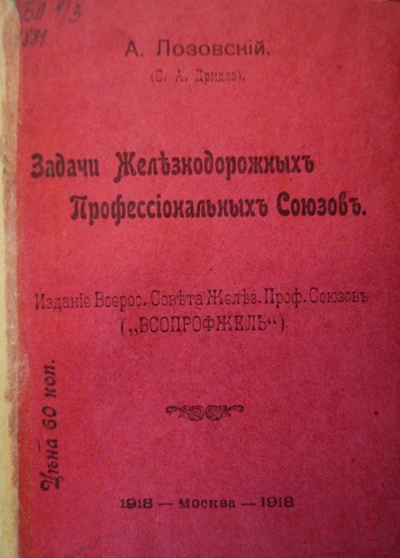 А. Лозовскій.
(С. А. Дридзо).
Задачи Желѣзнодорожныхъ
Профессіональныхъ Союзовъ.
Изданіе Всерос. Совѣта Желѣз. Проф. Союзовъ
(„ВСОПРОФЖЕЛЬ“).
Цѣна 60 коп.
1918 — Москва — 1918